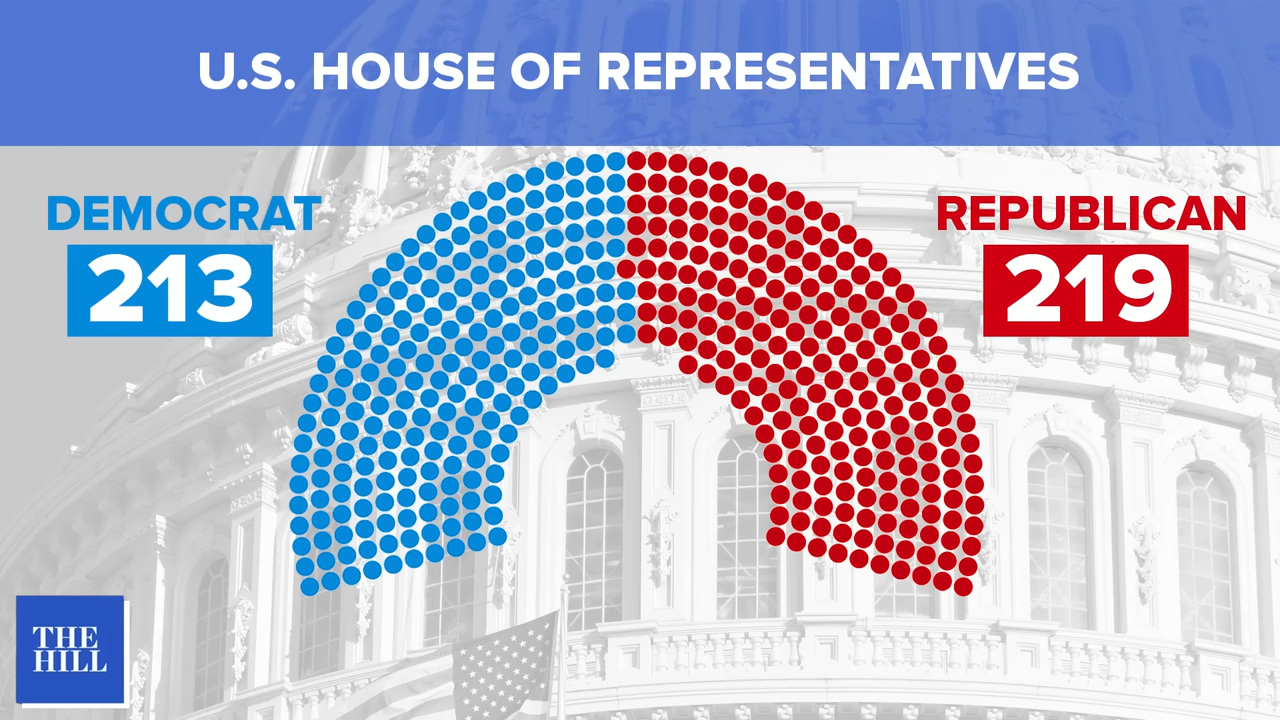 U.S. HOUSE OF REPRESENTATIVES
DEMOCRAT
213
REPUBLICAN
219
THE
HILL